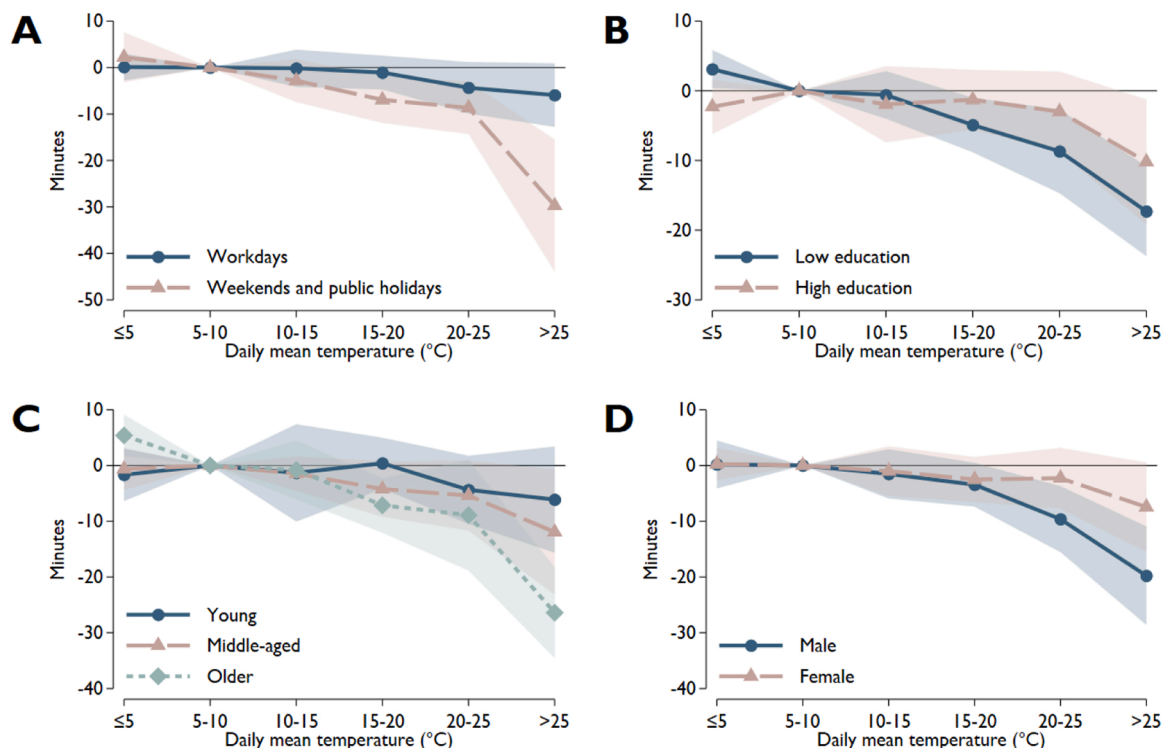 A
Minutes
10
0
-10
-20
-30
-40
-50
Workdays
Weekends and public holidays
≤5 5-10 10-15 15-20 20-25 >25
Daily mean temperature (°C)
B
Minutes
10
0
-10
-20
-30
Low education
High education
≤5 5-10 10-15 15-20 20-25 >25
Daily mean temperature (°C)
C
Minutes
10
0
-10
-20
-30
-40
Young
Middle-aged
Older
≤5 5-10 10-15 15-20 20-25 >25
Daily mean temperature (°C)
D
Minutes
10
0
-10
-20
-30
-40
Male
Female
≤5 5-10 10-15 15-20 20-25 >25
Daily mean temperature (°C)